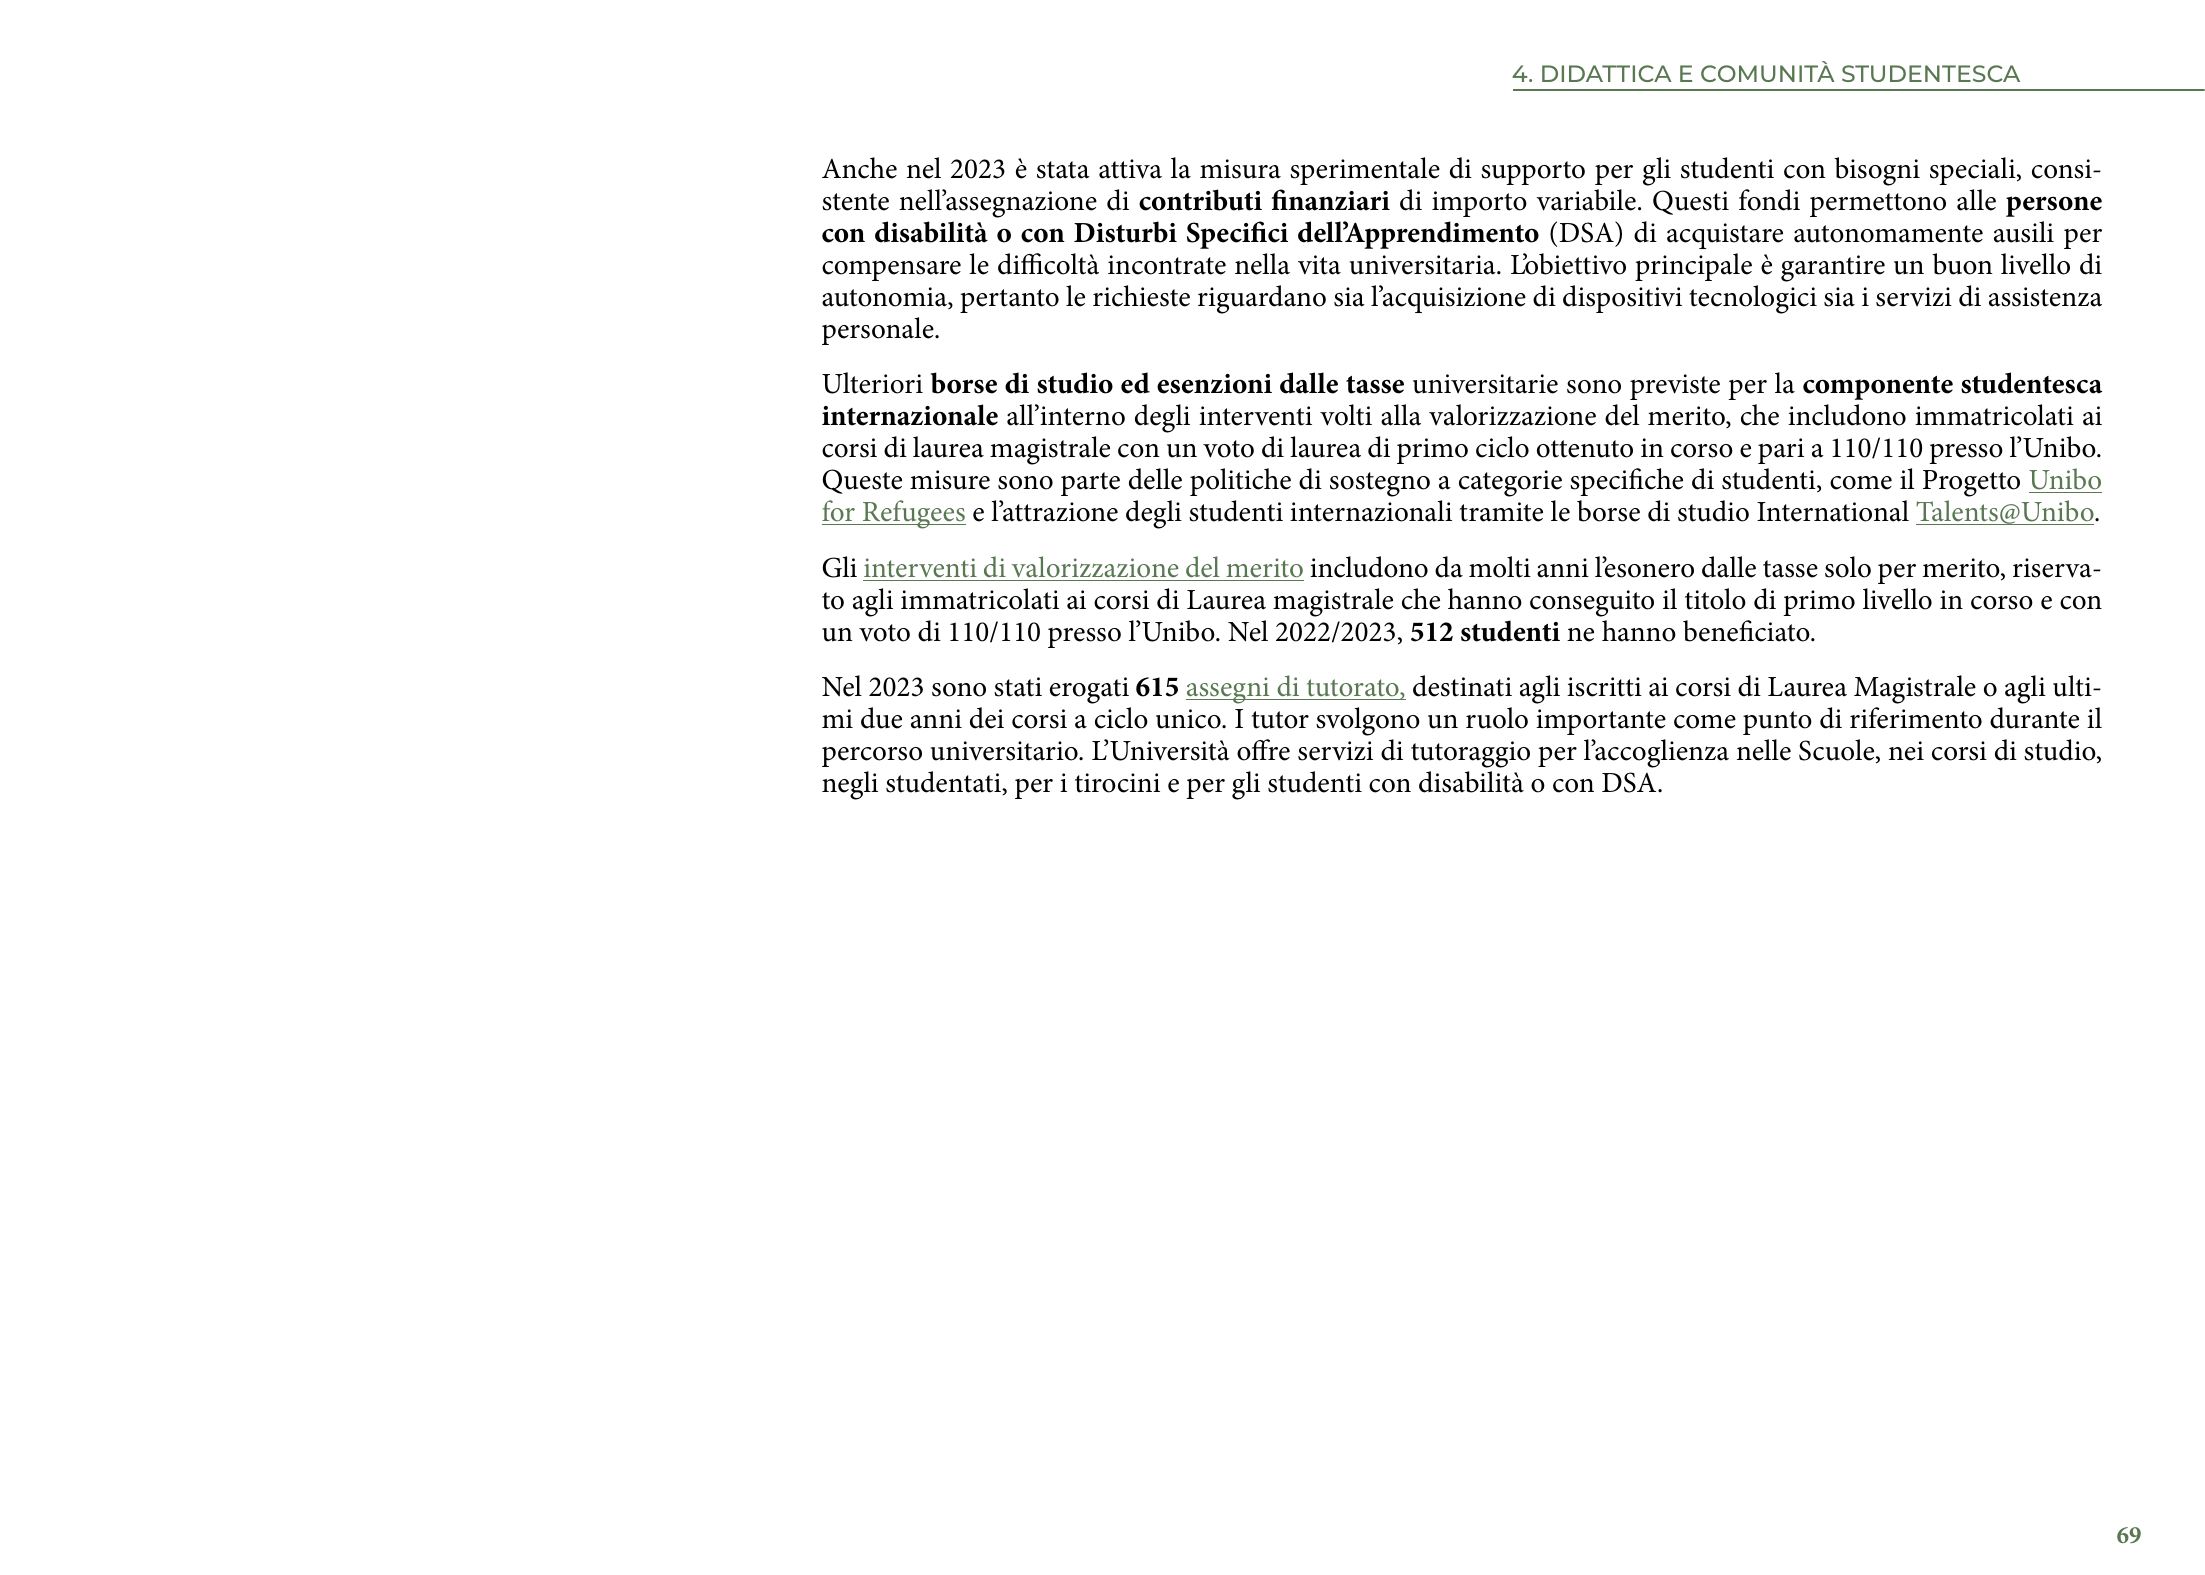 4. DIDATTICA E COMUNITÀ STUDENTESCA
Anche nel 2023 è stata attiva la misura sperimentale di supporto per gli studenti con bisogni speciali, consi-
stente nell’assegnazione di contributi finanziari di importo variabile. Questi fondi permettono alle persone
con disabilità o con Disturbi Specifici dell’Apprendimento (DSA) di acquistare autonomamente ausili per
compensare le difficoltà incontrate nella vita universitaria. L’obiettivo principale è garantire un buon livello di
autonomia, pertanto le richieste riguardano sia l’acquisizione di dispositivi tecnologici sia i servizi di assistenza
personale.
Ulteriori borse di studio ed esenzioni dalle tasse universitarie sono previste per la componente studentesca
internazionale all’interno degli interventi volti alla valorizzazione del merito, che includono immatricolati ai
corsi di laurea magistrale con un voto di laurea di primo ciclo ottenuto in corso e pari a 110/110 presso l’Unibo.
Queste misure sono parte delle politiche di sostegno a categorie specifiche di studenti, come il Progetto Unibo
for Refugees e l’attrazione degli studenti internazionali tramite le borse di studio International Talents@Unibo.
Gli interventi di valorizzazione del merito includono da molti anni l’esonero dalle tasse solo per merito, riserva-
to agli immatricolati ai corsi di Laurea magistrale che hanno conseguito il titolo di primo livello in corso e con
un voto di 110/110 presso l’Unibo. Nel 2022/2023, 512 studenti ne hanno beneficiato.
Nel 2023 sono stati erogati 615 assegni di tutorato, destinati agli iscritti ai corsi di Laurea Magistrale o agli ulti-
mi due anni dei corsi a ciclo unico. I tutor svolgono un ruolo importante come punto di riferimento durante il
percorso universitario. L’Università offre servizi di tutoraggio per l’accoglienza nelle Scuole, nei corsi di studio,
negli studentati, per i tirocini e per gli studenti con disabilità o con DSA.
69